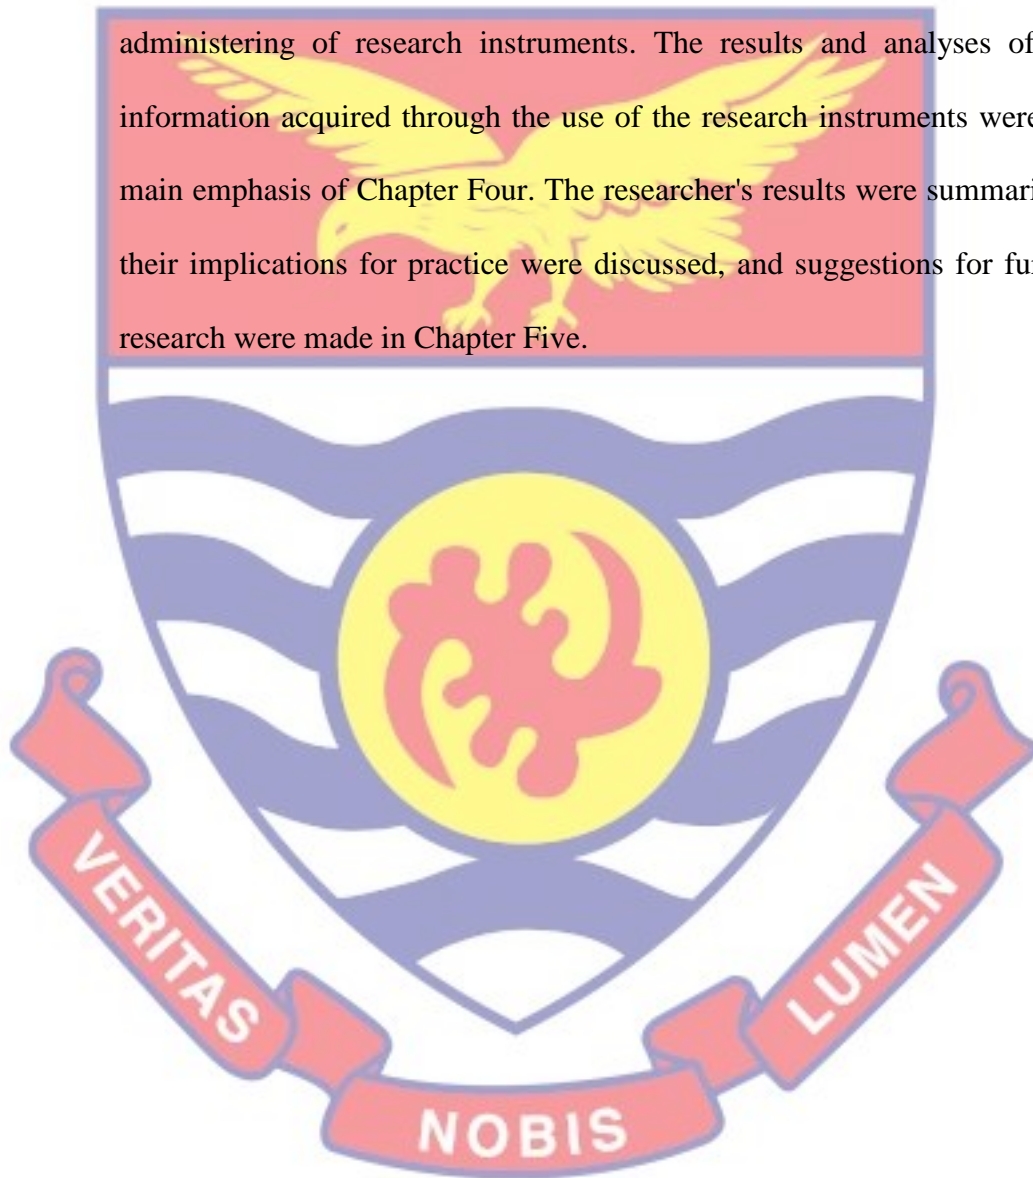 administering of research instruments. The results and analyses of
information acquired through the use of the research instruments were
main emphasis of Chapter Four. The researcher's results were summari
their implications for practice were discussed, and suggestions for fu
research were made in Chapter Five.
VERITAS
NOBIS
LUMEN